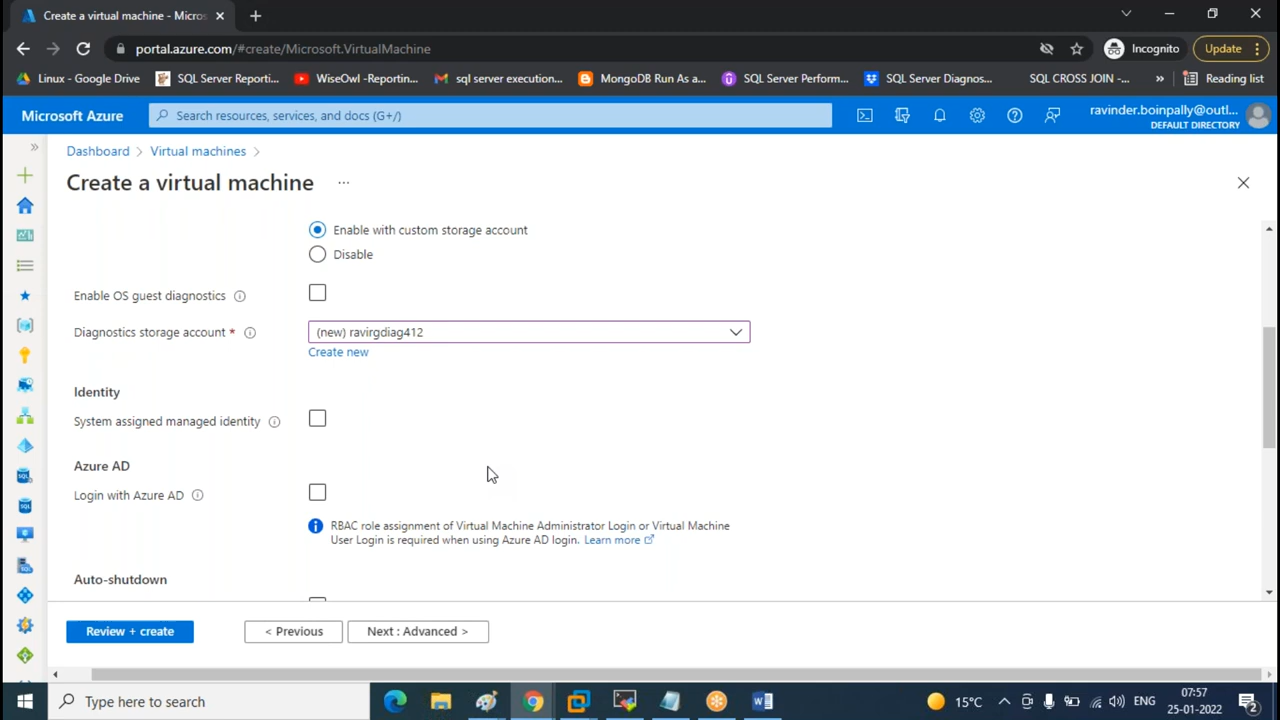 Create a virtual machine - Micros
portal.azure.com/#create/Microsoft.VirtualMachine
Incognito
Update
Linux - Google Drive
SQL Server Reporti...
WiseOwl -Reportin...
sql server execution...
MongoDB Run As a...
SQL Server Perform...
SQL Server Diagnos...
SQL CROSS JOIN -...
»
Reading list
Microsoft Azure
Search resources, services, and docs (G+/)
ravinder.boinpally@outl...
DEFAULT DIRECTORY
Dashboard > Virtual machines >
Create a virtual machine ...
Enable with custom storage account
Disable
Enable OS guest diagnostics
Diagnostics storage account *
(new) ravirgdiag412
Create new
Identity
System assigned managed identity
Azure AD
Login with Azure AD
RBAC role assignment of Virtual Machine Administrator Login or Virtual Machine
User Login is required when using Azure AD login. Learn more
Auto-shutdown
Review + create
< Previous
Next : Advanced >
Type here to search
15°C
ENG
07:57
25-01-2022
2